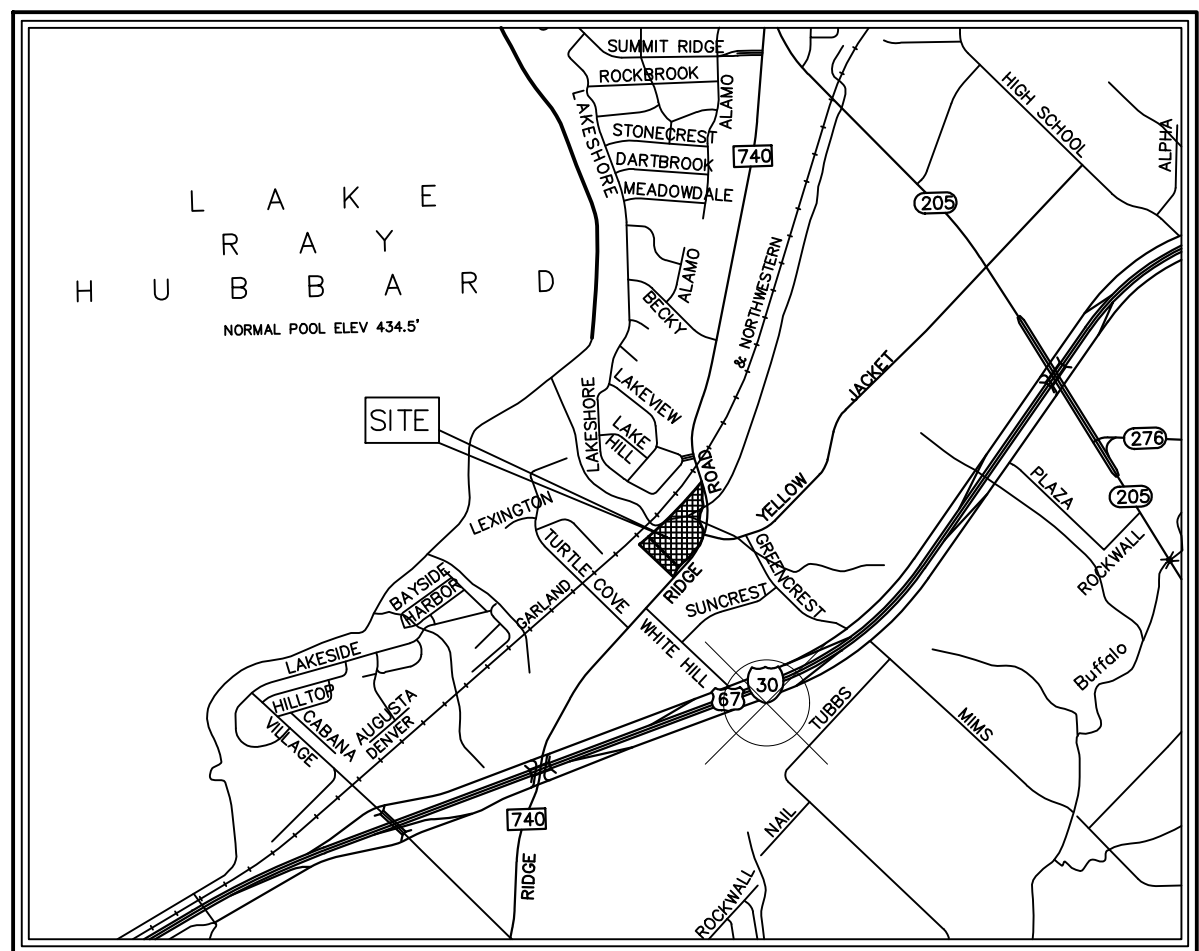 SUMMIT RIDGE
ROCKBROOK
LAKESHORE
ALAMO
STONECREST
DARTBROOK
MEADOWDALE
740
HIGH SCHOOL
ALPHA
205
L A K E
R A Y
H U B B A R D
NORMAL POOL ELEV 434.5'
ALAMO
BECKY
& NORTHWESTERN
JACKET
LAKESHORE
LAKEVIEW
SITE
LAKE
HILL
276
ROAD
YELLOW
PLAZA
205
LEXINGTON
TURTLE COVE
GREENCREST
ROCKWALL
BAYSIDE
HARBOR
GARLAND
RIDGE
SUNCREST
WHITE HILL
LAKESIDE
Buffalo
HILLTOP
CABANA
VILLAGE
AUGUSTA
DENVER
67
30
TUBBS
MIMS
740
RIDGE
NAIL
ROCKWALL